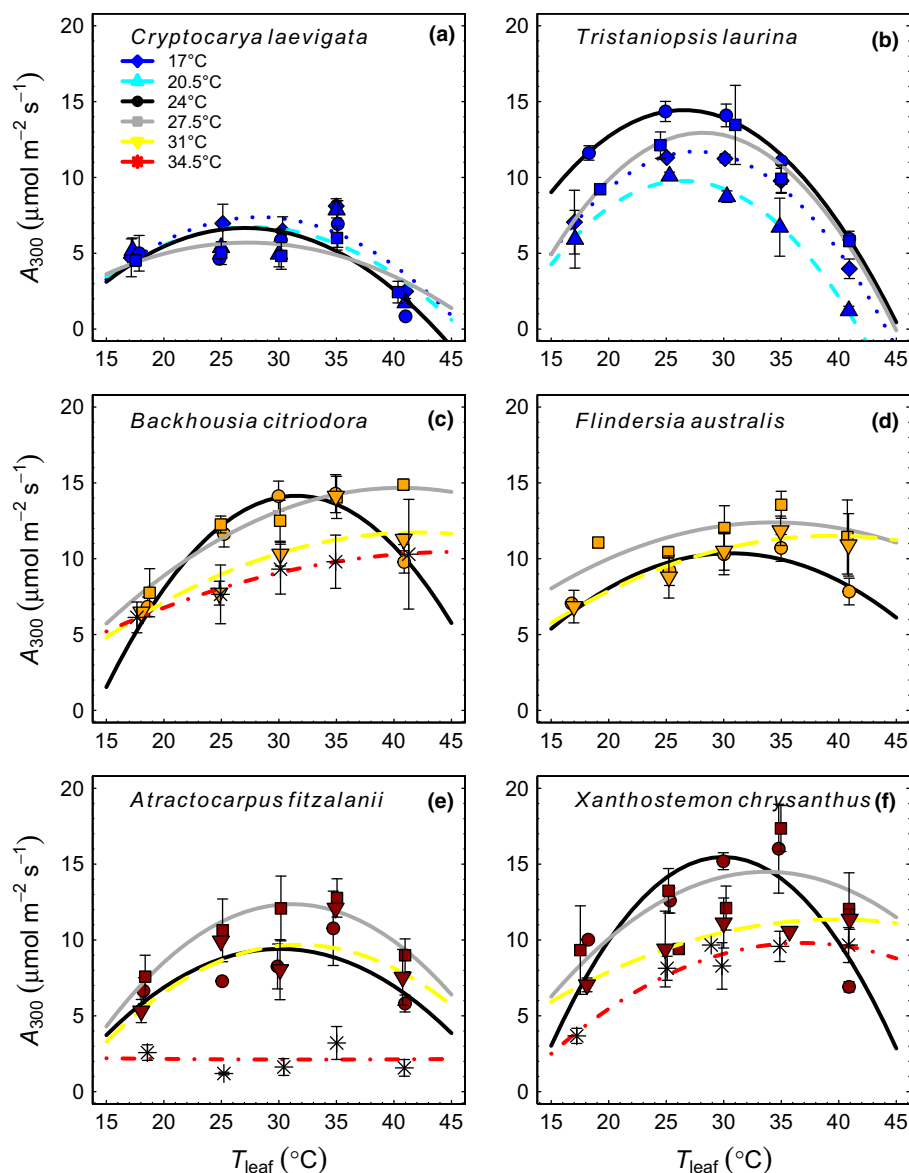 Cryptocarya laevigata (a)
17°C
20.5°C
24°C
27.5°C
31°C
34.5°C
A300 (μmol m−2 s−1)
20
15
10
5
0
15 20 25 30 35 40 45
Tristaniopsis laurina (b)
20
15
10
5
0
15 20 25 30 35 40 45
Backhousia citriodora (c)
A300 (μmol m−2 s−1)
20
15
10
5
0
15 20 25 30 35 40 45
Flindersia australis (d)
20
15
10
5
0
15 20 25 30 35 40 45
Atractocarpus fitzalanii (e)
A300 (μmol m−2 s−1)
20
15
10
5
0
15 20 25 30 35 40 45
Tleaf (°C)
Xanthostemon chrysanthus (f)
20
15
10
5
0
15 20 25 30 35 40 45
Tleaf (°C)